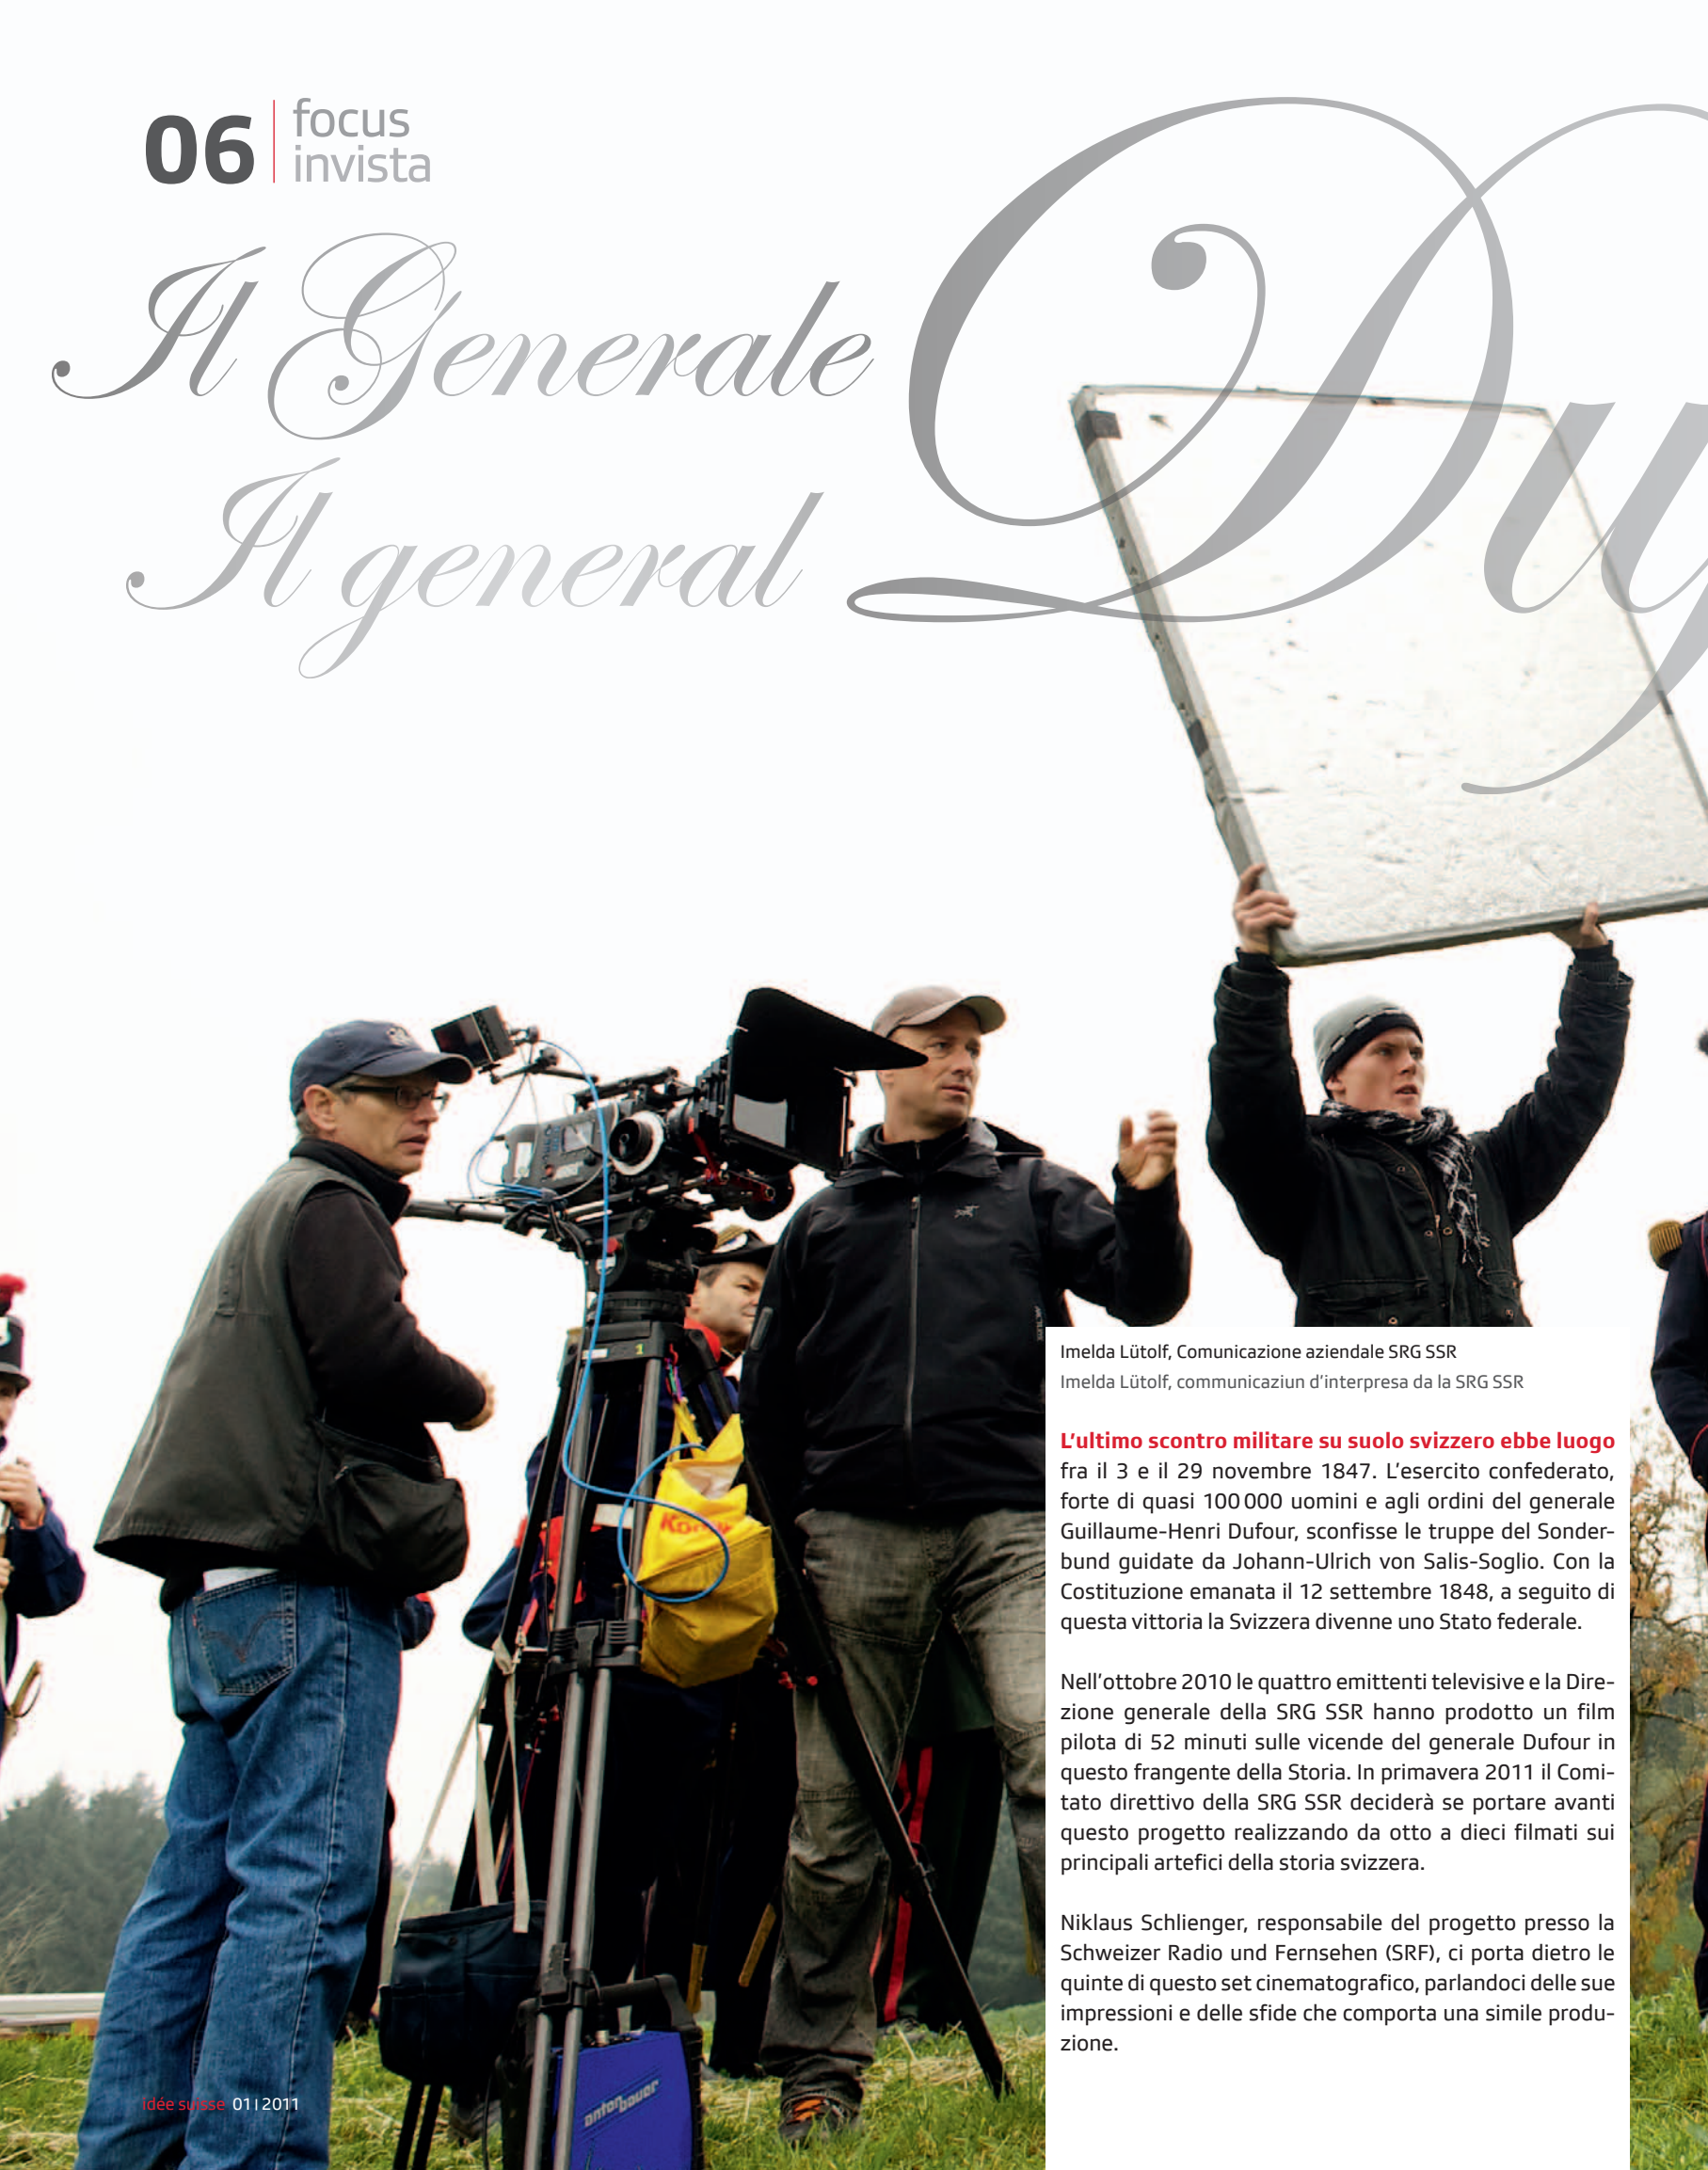 06
focus
invista
Il Generale
Il general
Imelda Lütolf, Comunicazione aziendale SRG SSR
Imelda Lütolf, communicaziun d'interpresa da la SRG SSR
L'ultimo scontro militare su suolo svizzero ebbe luogo
fra il 3 e il 29 novembre 1847. L'esercito confederato,
forte di quasi 100 000 uomini e agli ordini del generale
Guillaume-Henri Dufour, sconfisse le truppe del Sonder-
bund guidate da Johann-Ulrich von Salis-Soglio. Con la
Costituzione emanata il 12 settembre 1848, a seguito di
questa vittoria la Svizzera divenne uno Stato federale.
Nell'ottobre 2010 le quattro emittenti televisive e la Dire-
zione generale della SRG SSR hanno prodotto un film
pilota di 52 minuti sulle vicende del generale Dufour in
questo frangente della Storia. In primavera 2011 il Comi-
tato direttivo della SRG SSR deciderà se portare avanti
questo progetto realizzando da otto a dieci filmati sui
principali artefici della storia svizzera.
Niklaus Schlienger, responsabile del progetto presso la
Schweizer Radio und Fernsehen (SRF), ci porta dietro le
quinte di questo set cinematografico, parlandoci delle sue
impressioni e delle sfide che comporta una simile produ-
zione.
anton bauer
idée suisse 01 | 2011